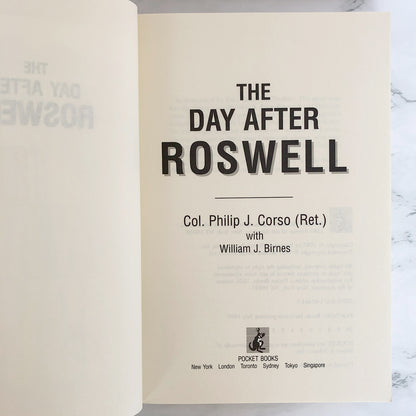 THE
DAY AFTER
ROSWELL
Col. Philip J. Corso (Ret.)
with
William J. Birnes
POCKET BOOKS
New York London Toronto Sydney Tokyo Singapore